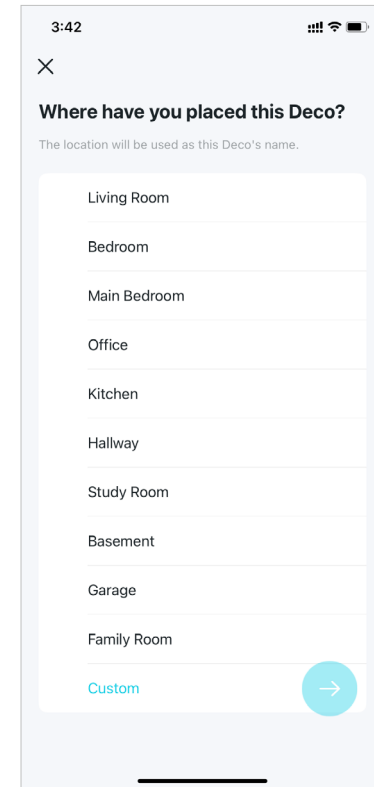 3:42
Where have you placed this Deco?
The location will be used as this Deco's name.
Living Room
Bedroom
Main Bedroom
Office
Kitchen
Hallway
Study Room
Basement
Garage
Family Room
Custom